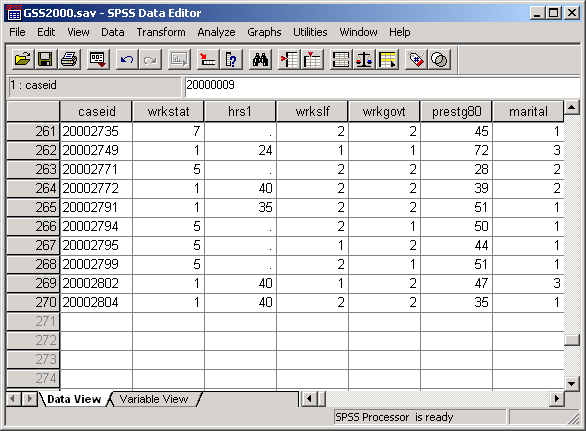 GSS2000.sav - SPSS Data Editor
File Edit View Data Transform Analyze Graphs Utilities Window Help
1 : caseid 20000009
caseid wrkstat hrs1 wrkslf wrkgovt prestg80 marital
261 20002735 7 . 2 2 45 1
262 20002749 1 24 1 1 72 3
263 20002771 5 . 2 2 28 2
264 20002772 1 40 2 2 39 2
265 20002791 1 35 2 2 51 1
266 20002794 5 . 2 1 50 1
267 20002795 5 . 1 2 44 1
268 20002799 5 . 2 1 51 1
269 20002802 1 40 1 2 47 3
270 20002804 1 40 2 2 35 1
271
272
273
274
Data View Variable View
SPSS Processor is ready